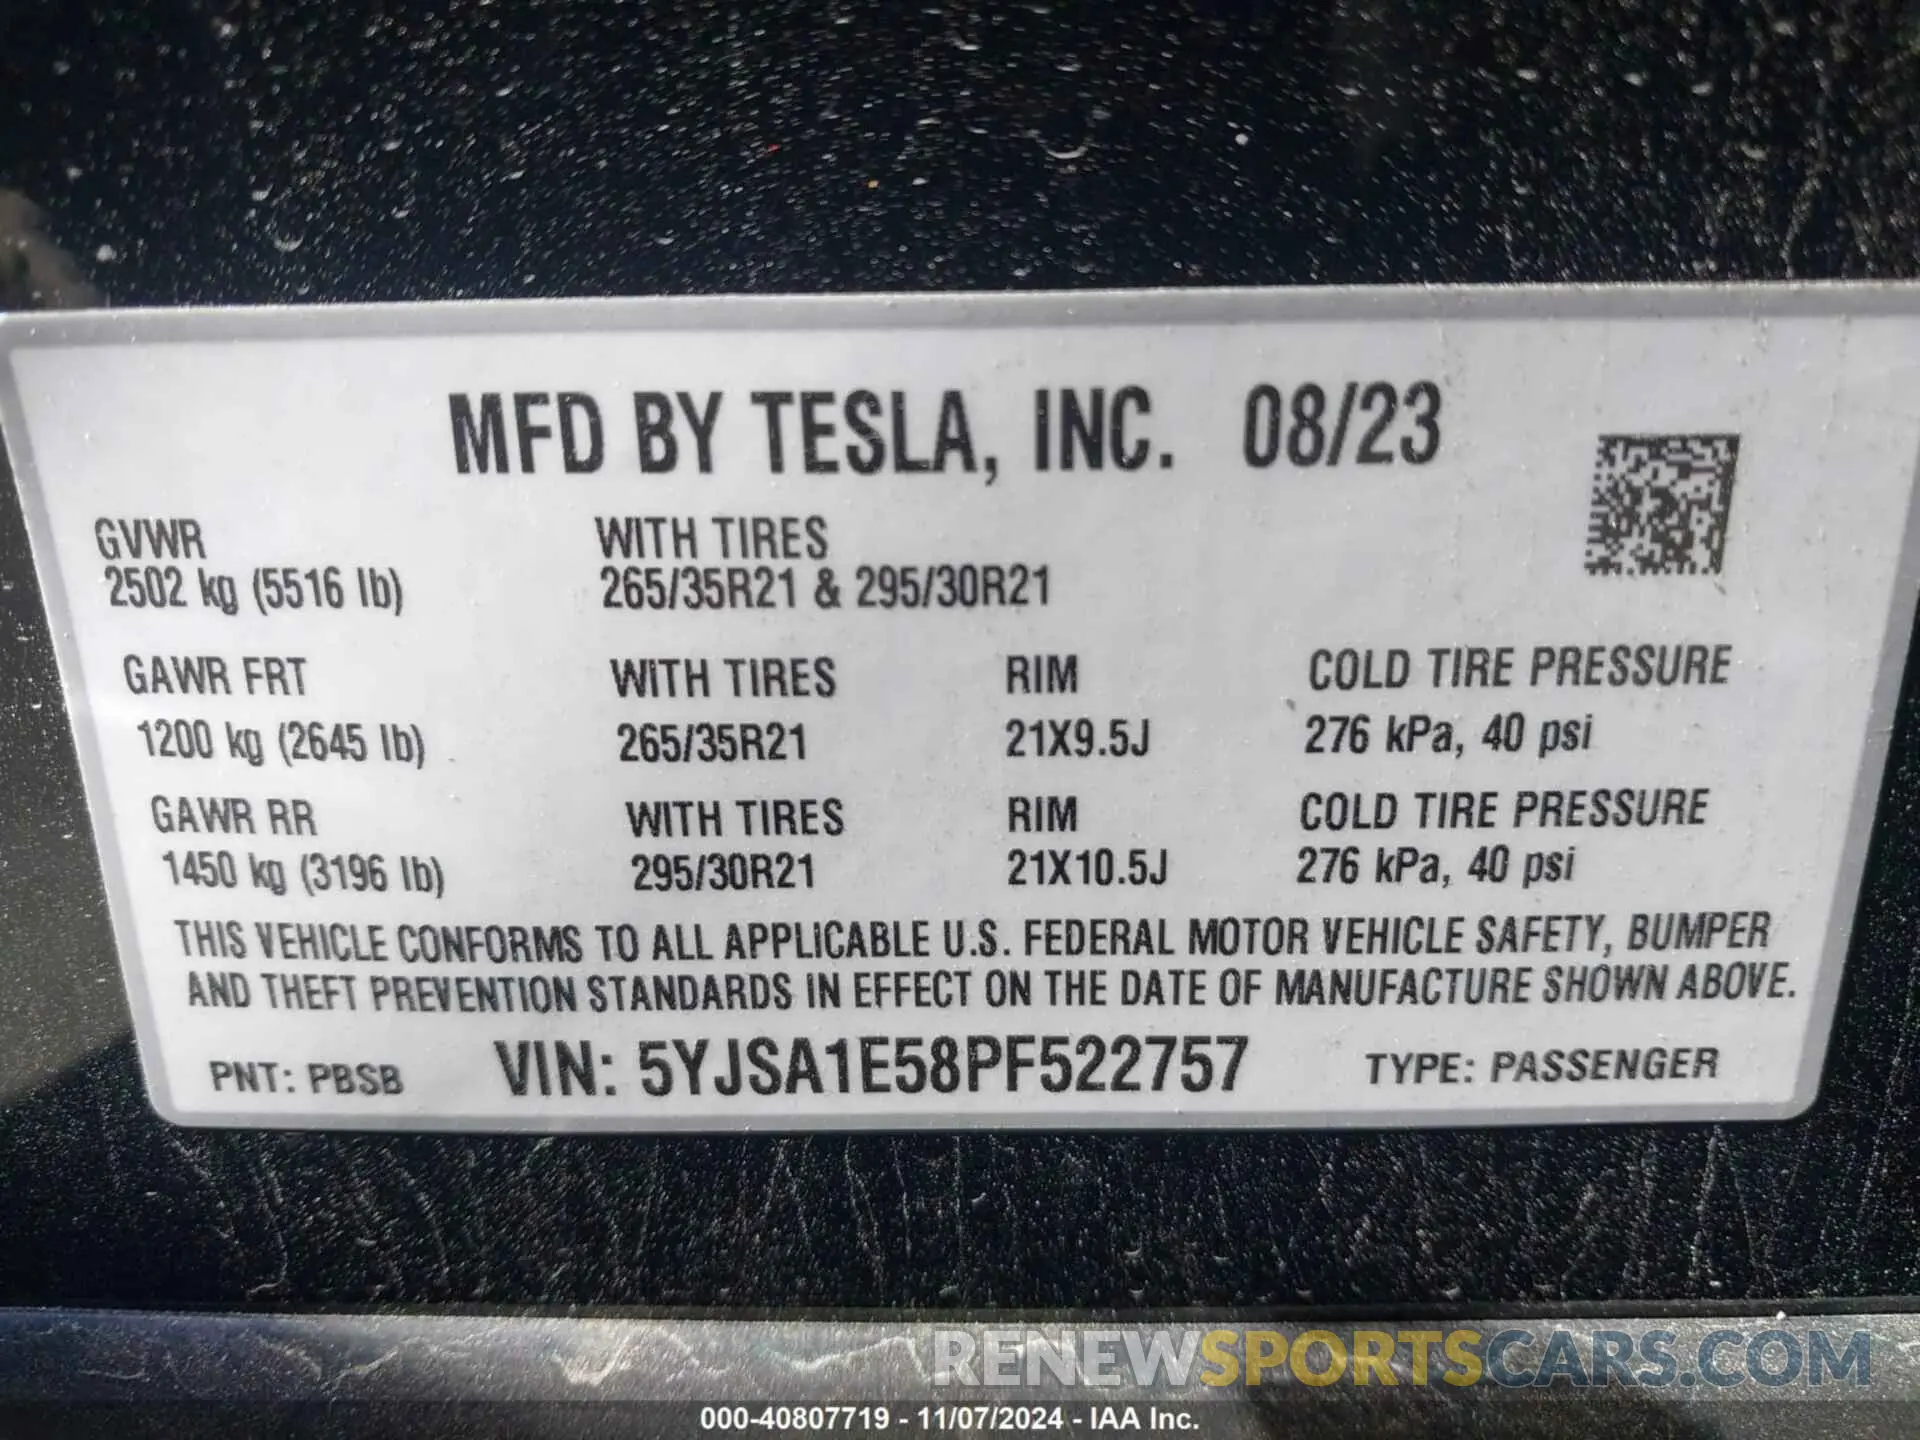 MFD BY TESLA, INC. 08/23
GVWR WITH TIRES
2502 kg (5516 lb) 265/35R21 & 295/30R21
GAWR FRT WITH TIRES RIM COLD TIRE PRESSURE
1200 kg (2645 lb) 265/35R21 21X9.5J 276 kPa, 40 psi
GAWR RR WITH TIRES RIM COLD TIRE PRESSURE
1450 kg (3196 lb) 295/30R21 21X10.5J 276 kPa, 40 psi
THIS VEHICLE CONFORMS TO ALL APPLICABLE U.S. FEDERAL MOTOR VEHICLE SAFETY, BUMPER
AND THEFT PREVENTION STANDARDS IN EFFECT ON THE DATE OF MANUFACTURE SHOWN ABOVE.
PNT: PBSB VIN: 5YJSA1E58PF522757 TYPE: PASSENGER
RENEWSPORTSCARS.COM
000-40807719 - 11/07/2024 - IAA Inc.